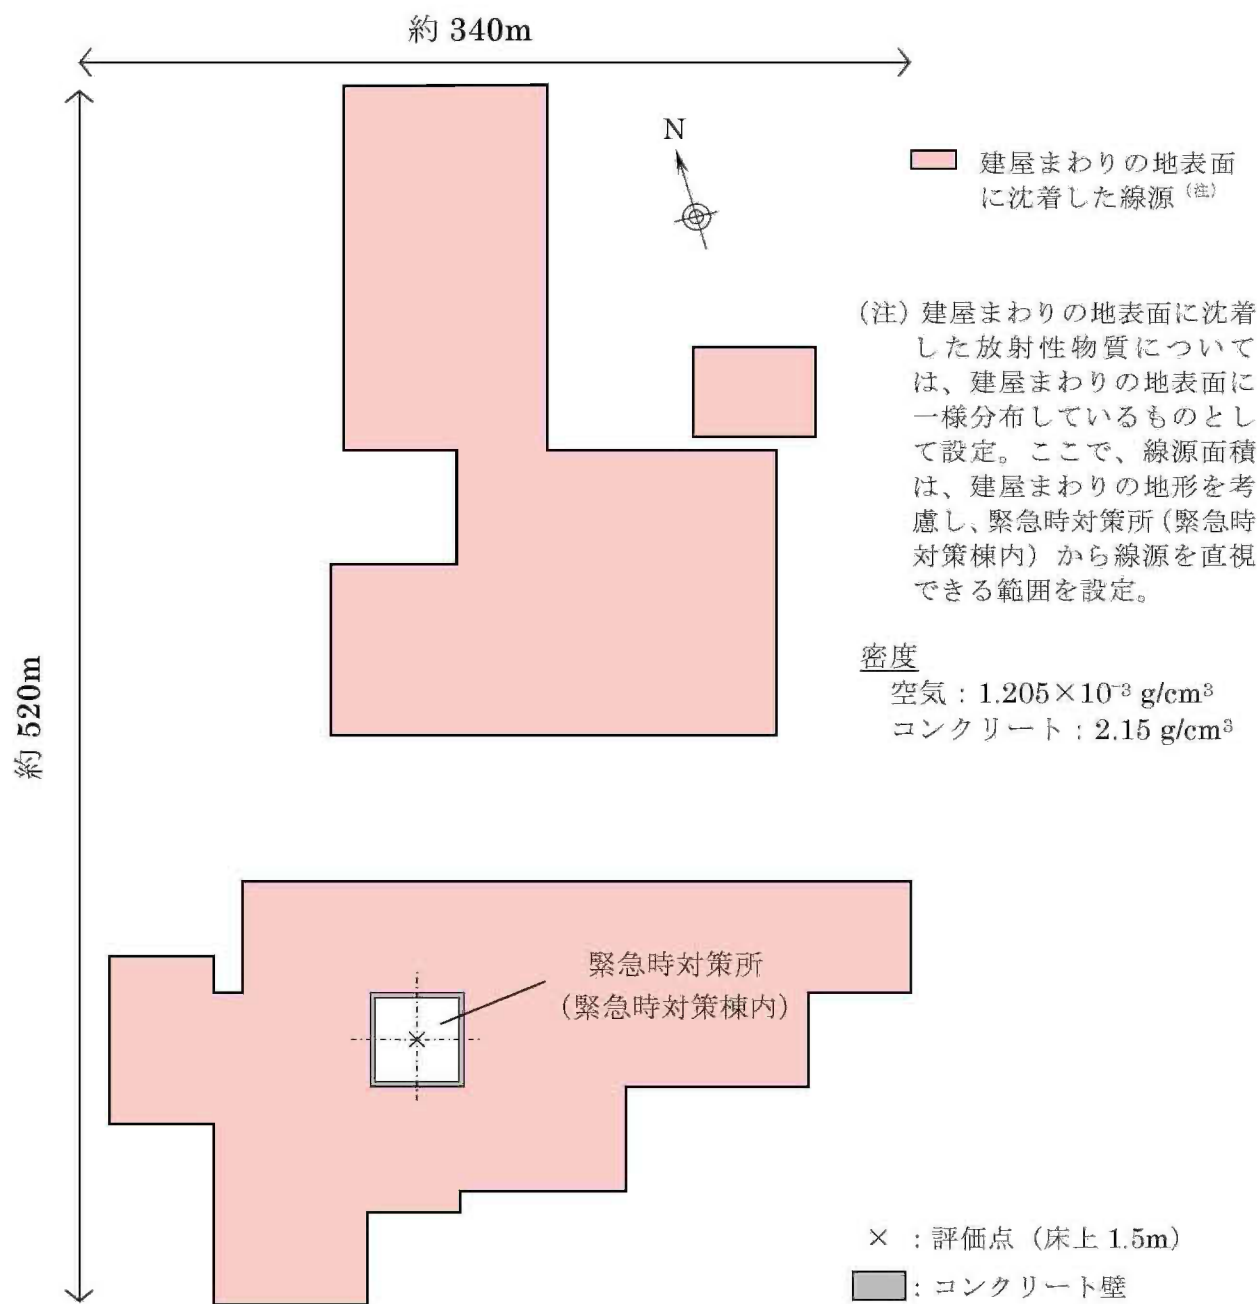 約 340m
N
建屋まわりの地表面
に沈着した線源（注）
（注）建屋まわりの地表面に沈着
した放射性物質について
は、建屋まわりの地表面に
一様分布しているものとし
て設定。ここで、線源面積
は、建屋まわりの地形を考
慮し、緊急時対策所（緊急時
対策棟内）から線源を直視
できる範囲を設定。
密度
空気：1.205×10⁻³ g/cm³
コンクリート：2.15 g/cm³
約 520m
緊急時対策所
（緊急時対策棟内）
×：評価点（床上 1.5m）
：コンクリート壁